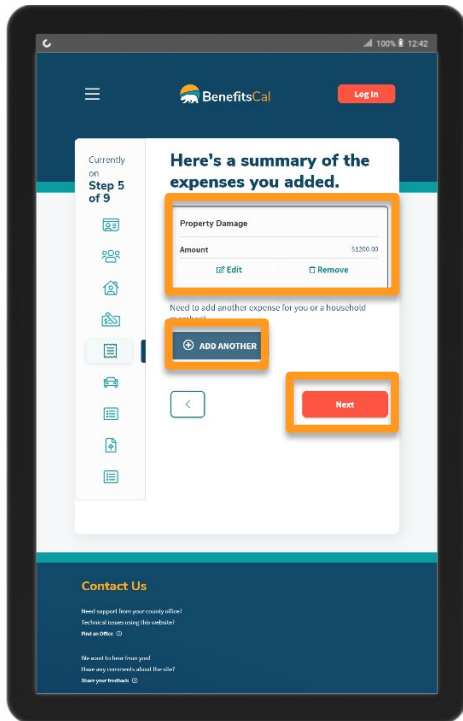 100% 12:42
BenefitsCal
Log In
Currently
on
Step 5
of 9
Here's a summary of the
expenses you added.
Property Damage
Amount $1200.00
Edit Remove
Need to add another expense for you or a household
member?
ADD ANOTHER
<
Next
Contact Us
Need support from your county office?
Technical issues using this website?
Find an Office
We want to hear from you!
Have any comments about the site?
Share your feedback